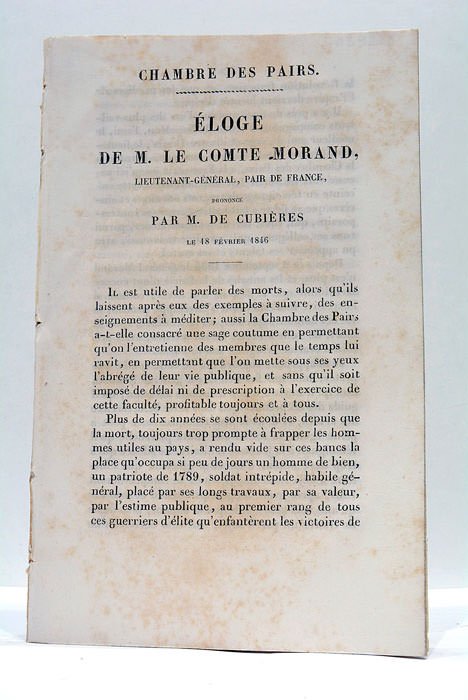 CHAMBRE DES PAIRS.
ÉLOGE
DE M. LE COMTE MORAND,
LIEUTENANT-GÉNÉRAL, PAIR DE FRANCE,
PRONONCÉ
PAR M. DE CUBIÈRES
LE 18 FÉVRIER 1846
IL est utile de parler des morts, alors qu'ils
laissent après eux des exemples à suivre, des en-
seignements à méditer; aussi la Chambre des Pairs
a-t-elle consacré une sage coutume en permettant
qu'on l'entretienne des membres que le temps lui
ravit, en permettant que l'on mette sous ses yeux
l'abrégé de leur vie publique, et sans qu'il soit
imposé de délai ni de prescription à l'exercice de
cette faculté, profitable toujours et à tous.
Plus de dix années se sont écoulées depuis que
la mort, toujours trop prompte à frapper les hom-
mes utiles au pays, a rendu vide sur ces bancs la
place qu'occupa si peu de jours un homme de bien,
un patriote de 1789, soldat intrépide, habile gé-
néral, placé par ses longs travaux, par sa valeur,
par l'estime publique, au premier rang de tous
ces guerriers d'élite qu'enfantèrent les victoires de